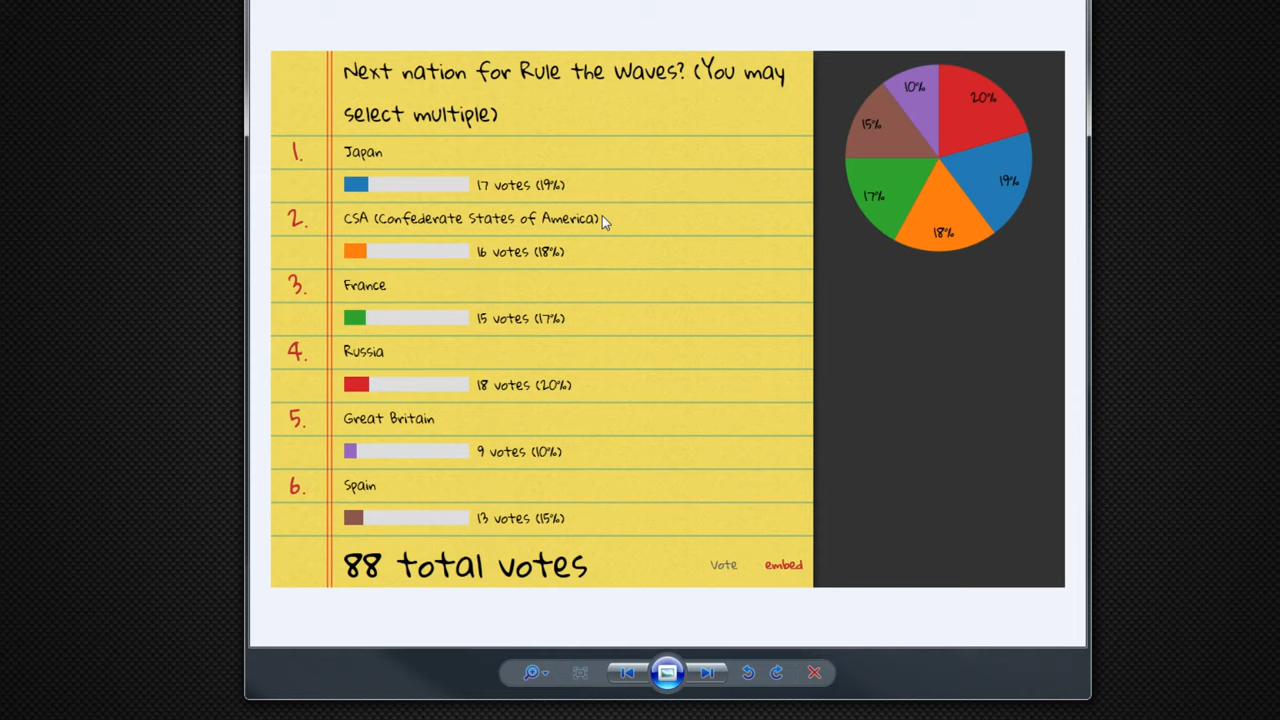 Next nation for Rule the Waves? (You may
select multiple)
1. Japan
17 votes (19%)
2. CSA (Confederate States of America)
16 votes (18%)
3. France
15 votes (17%)
4. Russia
18 votes (20%)
5. Great Britain
9 votes (10%)
6. Spain
13 votes (15%)
88 total votes
Vote embed
10%
20%
15%
19%
17%
18%